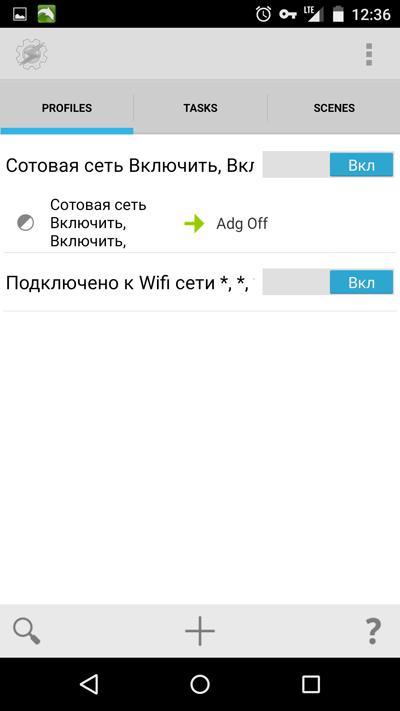 LTE 12:36
PROFILES TASKS SCENES
Сотовая сеть Включить, Вкл Вкл
Сотовая сеть
Включить, Adg Off
Включить,
Подключено к Wifi сети *, *, Вкл
?